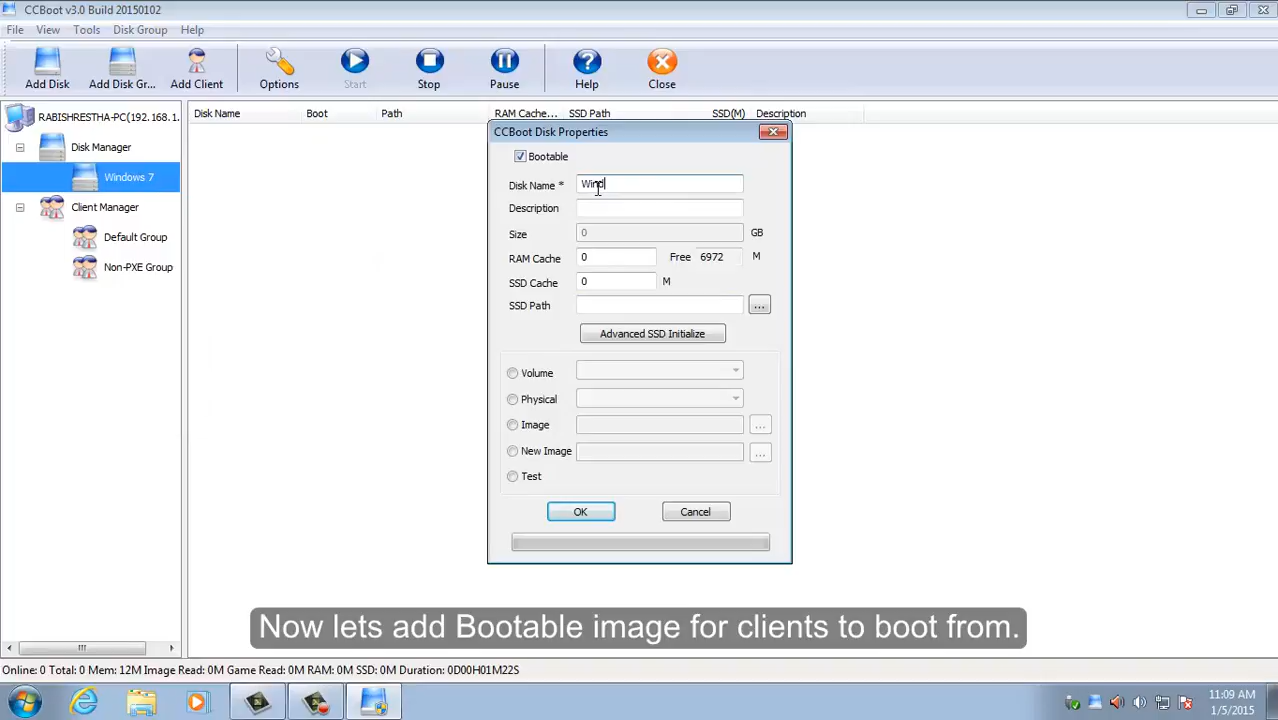 CCBoot v3.0 Build 20150102
File View Tools Disk Group Help
Add Disk Add Disk Gr... Add Client Options Start Stop Pause Help Close
RABISHRESTHA-PC(192.168.1.
Disk Manager
Windows 7
Client Manager
Default Group
Non-PXE Group
Disk Name Boot Path RAM Cache... SSD Path SSD(M) Description
CCBoot Disk Properties
Bootable
Disk Name * Wind
Description
Size 0 GB
RAM Cache 0 Free 6972 M
SSD Cache 0 M
SSD Path ...
Advanced SSD Initialize
Volume
Physical
Image ...
New Image ...
Test
OK Cancel
Now lets add Bootable image for clients to boot from.
Online: 0 Total: 0 Mem: 12M Image Read: 0M Game Read: 0M RAM: 0M SSD: 0M Duration: 0D00H01M22S
11:09 AM
1/5/2015